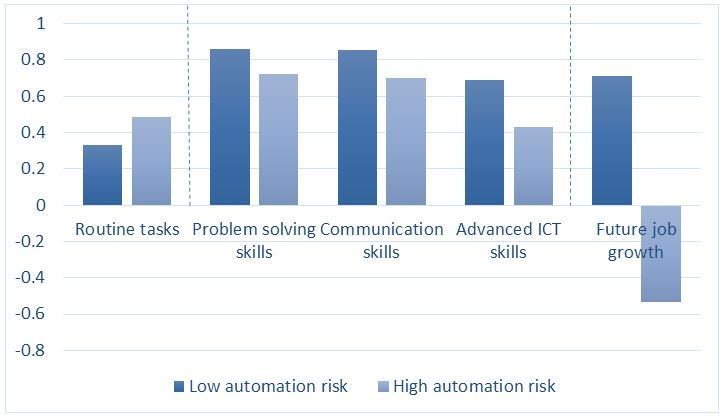 1
0.8
0.6
0.4
0.2
0
-0.2
-0.4
-0.6
-0.8
Routine tasks
Problem solving
skills
Communication
skills
Advanced ICT
skills
Future job
growth
Low automation risk
High automation risk